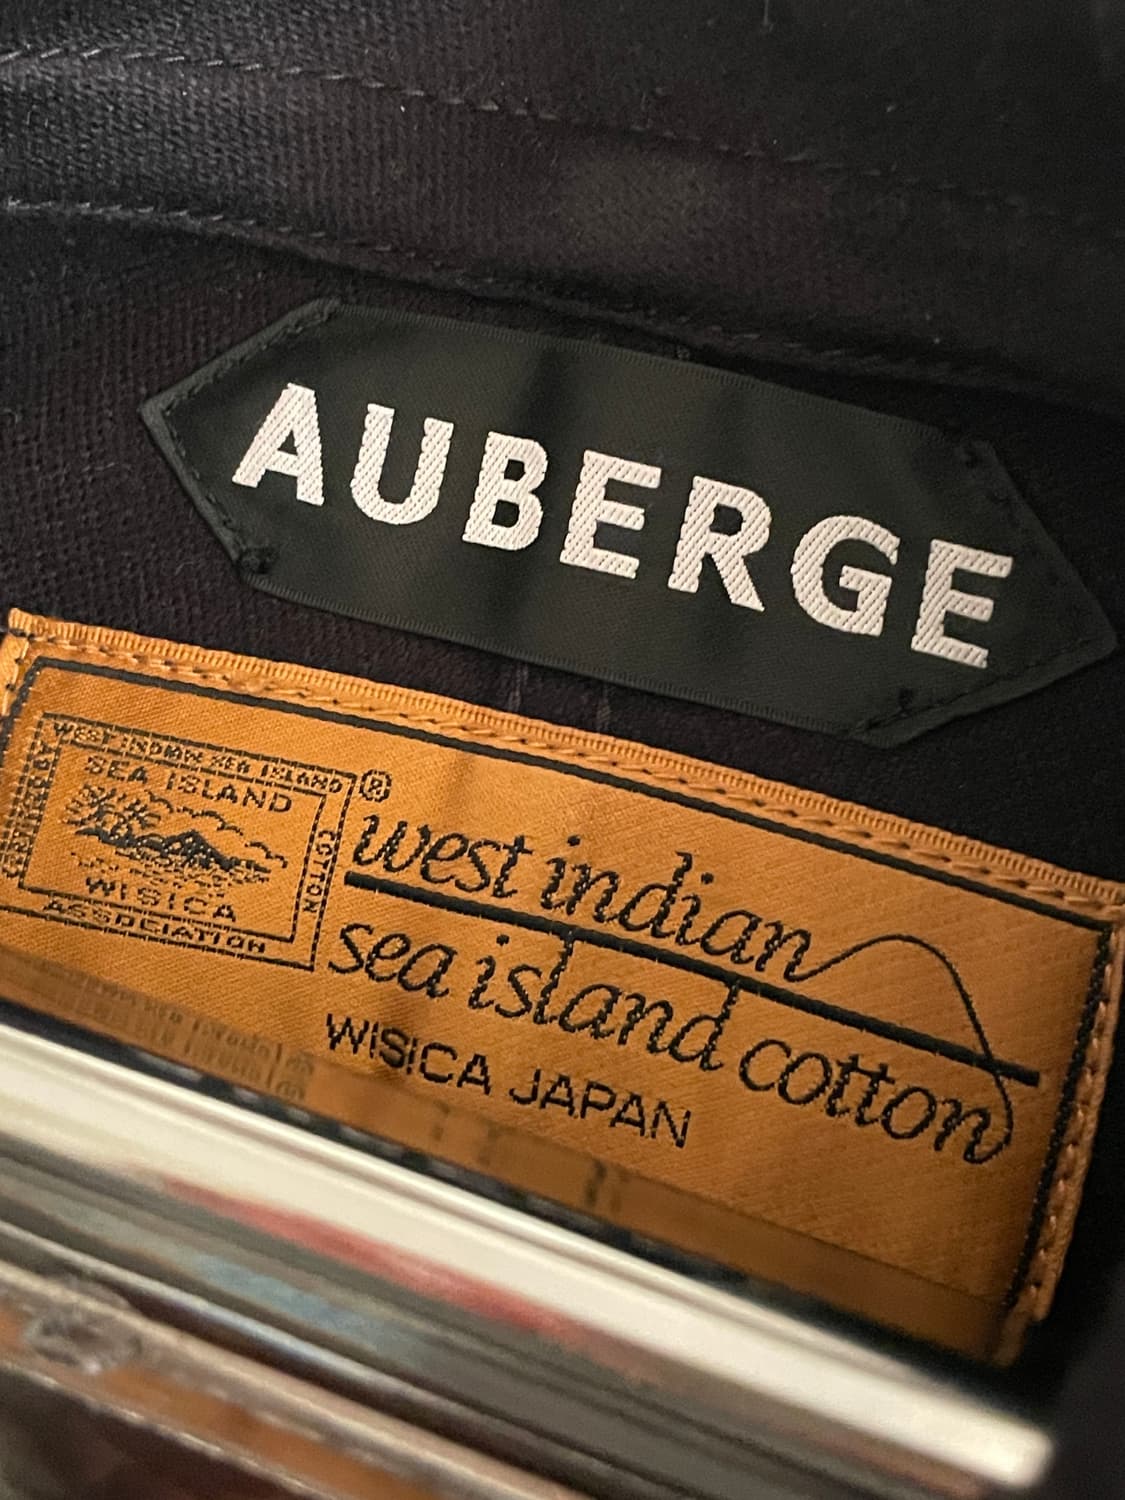 AUBERGE
WEST INDIAN SEA ISLAND
SEA ISLAND
COTTON
WISICA
ASSOCIATION
®
west indian
sea island cotton
WISICA JAPAN